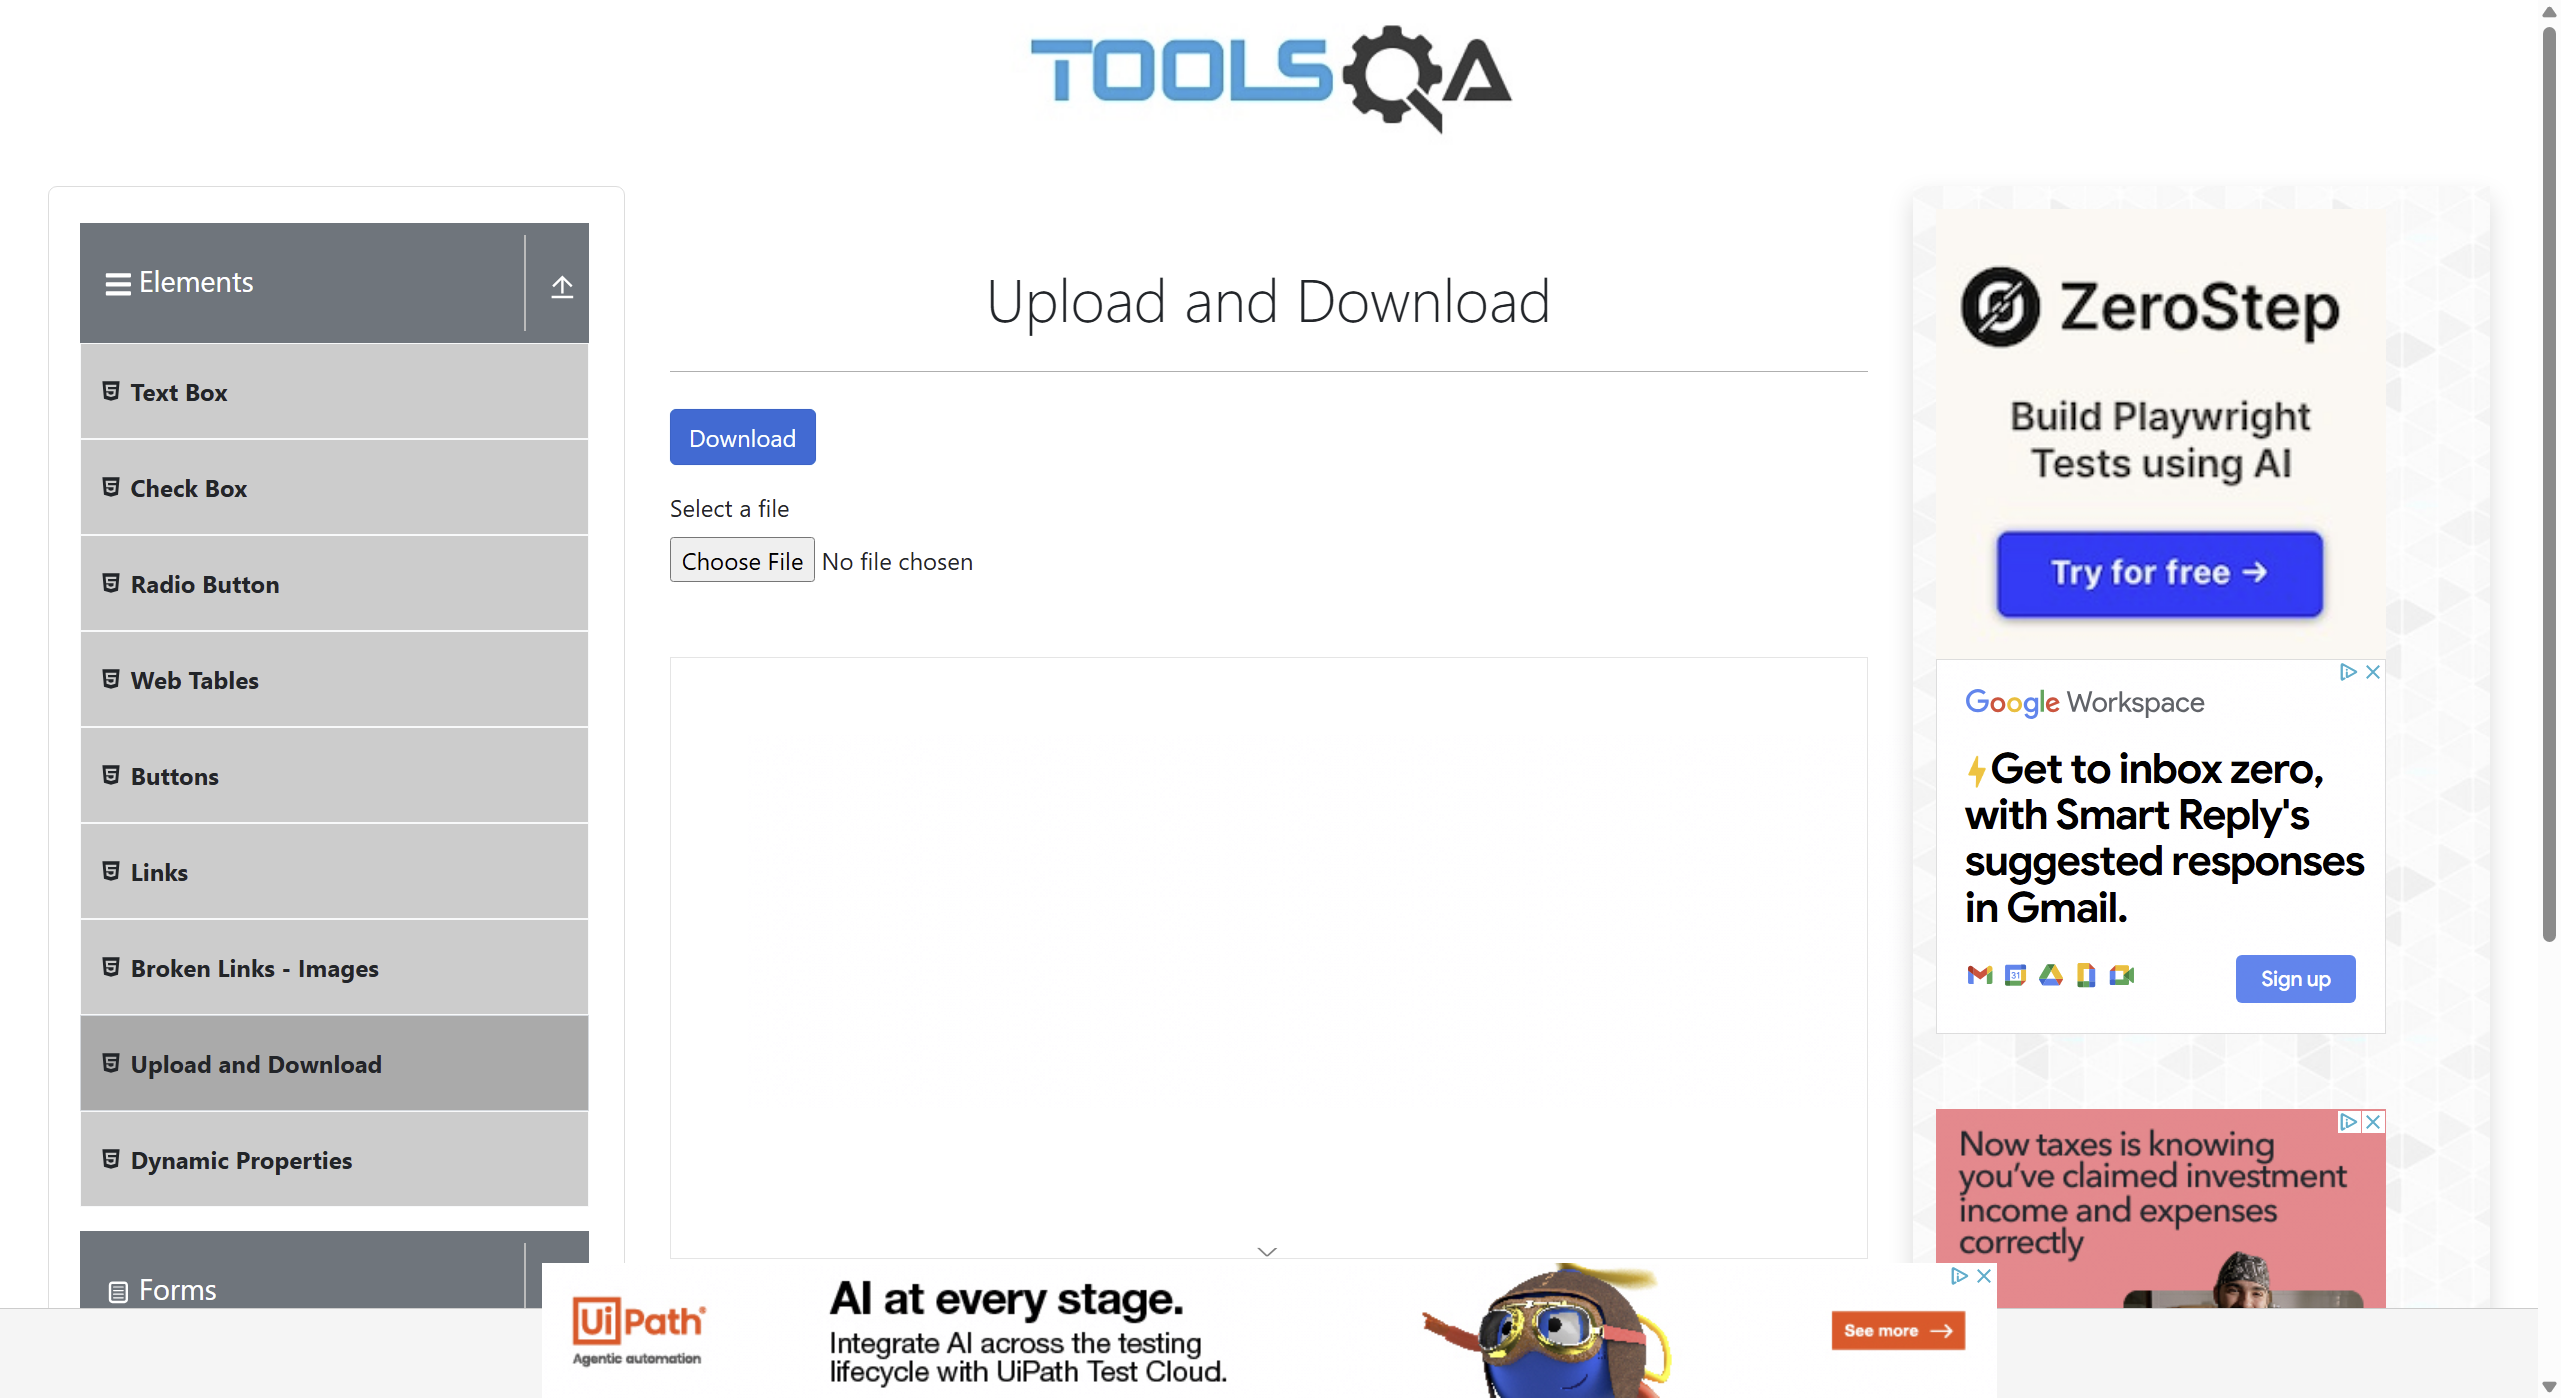 TOOLSQA
Elements
Text Box
Check Box
Radio Button
Web Tables
Buttons
Links
Broken Links - Images
Upload and Download
Dynamic Properties
Forms
Upload and Download
Download
Select a file
Choose File No file chosen
ZeroStep
Build Playwright
Tests using AI
Try for free →
Google Workspace
⚡Get to inbox zero,
with Smart Reply's
suggested responses
in Gmail.
31
Sign up
Now taxes is knowing
you've claimed investment
income and expenses
correctly
UiPath®
Agentic automation
AI at every stage.
Integrate AI across the testing
lifecycle with UiPath Test Cloud.
See more →